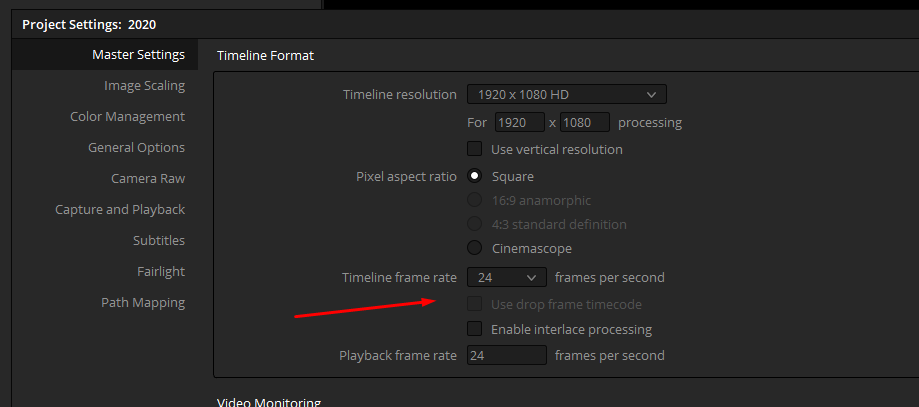 Project Settings: 2020
Master Settings
Image Scaling
Color Management
General Options
Camera Raw
Capture and Playback
Subtitles
Fairlight
Path Mapping
Timeline Format
Timeline resolution 1920 x 1080 HD
For 1920 x 1080 processing
Use vertical resolution
Pixel aspect ratio Square
16:9 anamorphic
4:3 standard definition
Cinemascope
Timeline frame rate 24 frames per second
Use drop frame timecode
Enable interlace processing
Playback frame rate 24 frames per second
Video Monitoring